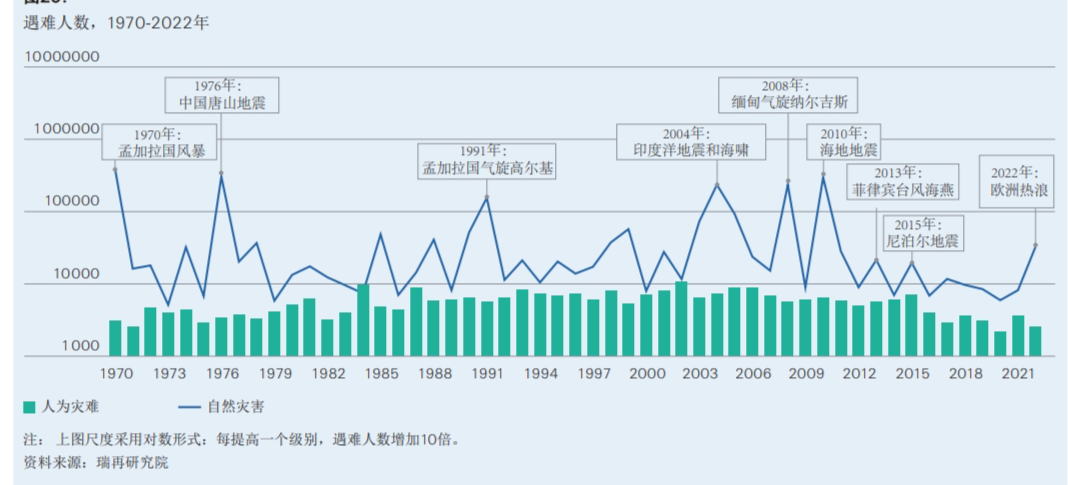 遇难人数，1970-2022年
10000000
1000000
100000
10000
1000
1970年：
孟加拉国风暴
1976年：
中国唐山地震
1991年：
孟加拉国气旋高尔基
2004年：
印度洋地震和海啸
2008年：
缅甸气旋纳尔吉斯
2010年：
海地地震
2013年：
菲律宾台风海燕
2015年：
尼泊尔地震
2022年：
欧洲热浪
1970 1973 1976 1979 1982 1985 1988 1991 1994 1997 2000 2003 2006 2009 2012 2015 2018 2021
人为灾难 自然灾害
注： 上图尺度采用对数形式：每提高一个级别，遇难人数增加10倍。
资料来源：瑞再研究院